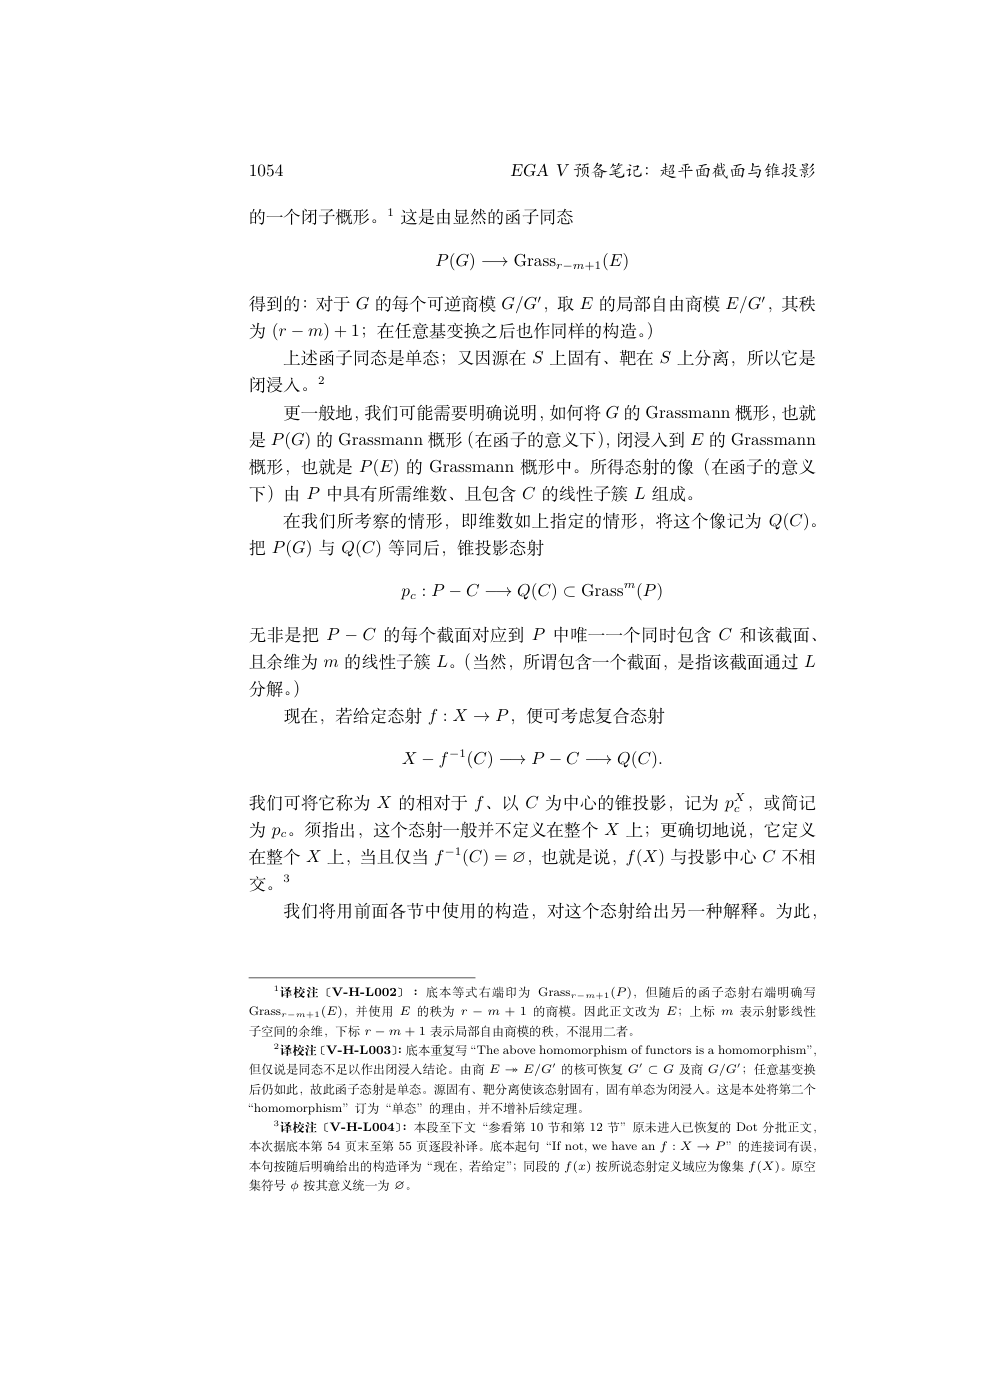 1054 EGA V 预备笔记：超平面截面与锥投影
的一个闭子概形。¹ 这是由显然的函子同态
P(G) ⟶ Grass_{r−m+1}(E)
得到的：对于 G 的每个可逆商模 G/G′，取 E 的局部自由商模 E/G′，其秩
为 (r − m) + 1；在任意基变换之后也作同样的构造。）
上述函子同态是单态；又因源在 S 上固有、靶在 S 上分离，所以它是
闭浸入。²
更一般地，我们可能需要明确说明，如何将 G 的 Grassmann 概形，也就
是 P(G) 的 Grassmann 概形（在函子的意义下），闭浸入到 E 的 Grassmann
概形，也就是 P(E) 的 Grassmann 概形中。所得态射的像（在函子的意义
下）由 P 中具有所需维数、且包含 C 的线性子簇 L 组成。
在我们所考察的情形，即维数如上指定的情形，将这个像记为 Q(C)。
把 P(G) 与 Q(C) 等同后，锥投影态射
p_c : P − C ⟶ Q(C) ⊂ Grass^m(P)
无非是把 P − C 的每个截面对应到 P 中唯一一个同时包含 C 和该截面、
且余维为 m 的线性子簇 L。（当然，所谓包含一个截面，是指该截面通过 L
分解。）
现在，若给定态射 f : X → P，便可考虑复合态射
X − f^{−1}(C) ⟶ P − C ⟶ Q(C).
我们可将它称为 X 的相对于 f、以 C 为中心的锥投影，记为 p_c^X，或简记
为 p_c。须指出，这个态射一般并不定义在整个 X 上；更确切地说，它定义
在整个 X 上，当且仅当 f^{−1}(C) = ∅，也就是说，f(X) 与投影中心 C 不相
交。³
我们将用前面各节中使用的构造，对这个态射给出另一种解释。为此，
¹译校注〔V-H-L002〕：底本等式右端印为 Grass_{r−m+1}(P)，但随后的函子态射右端明确写
Grass_{r−m+1}(E)，并使用 E 的秩为 r − m + 1 的商模。因此正文改为 E；上标 m 表示射影线性
子空间的余维，下标 r − m + 1 表示局部自由商模的秩，不混用二者。
²译校注〔V-H-L003〕：底本重复写 “The above homomorphism of functors is a homomorphism”，
但仅说是同态不足以作出闭浸入结论。由商 E ↠ E/G′ 的核可恢复 G′ ⊂ G 及商 G/G′；任意基变换
后仍如此，故此函子态射是单态。源固有、靶分离使该态射固有，固有单态为闭浸入。这是本处将第二个
“homomorphism” 订为 “单态” 的理由，并不增补后续定理。
³译校注〔V-H-L004〕：本段至下文 “参看第 10 节和第 12 节” 原未进入已恢复的 Dot 分批正文，
本次据底本第 54 页末至第 55 页逐段补译。底本起句 “If not, we have an f : X → P” 的连接词有误，
本句按随后明确给出的构造译为 “现在，若给定”；同段的 f(x) 按所说态射定义域应为像集 f(X)。原空
集符号 ϕ 按其意义统一为 ∅。